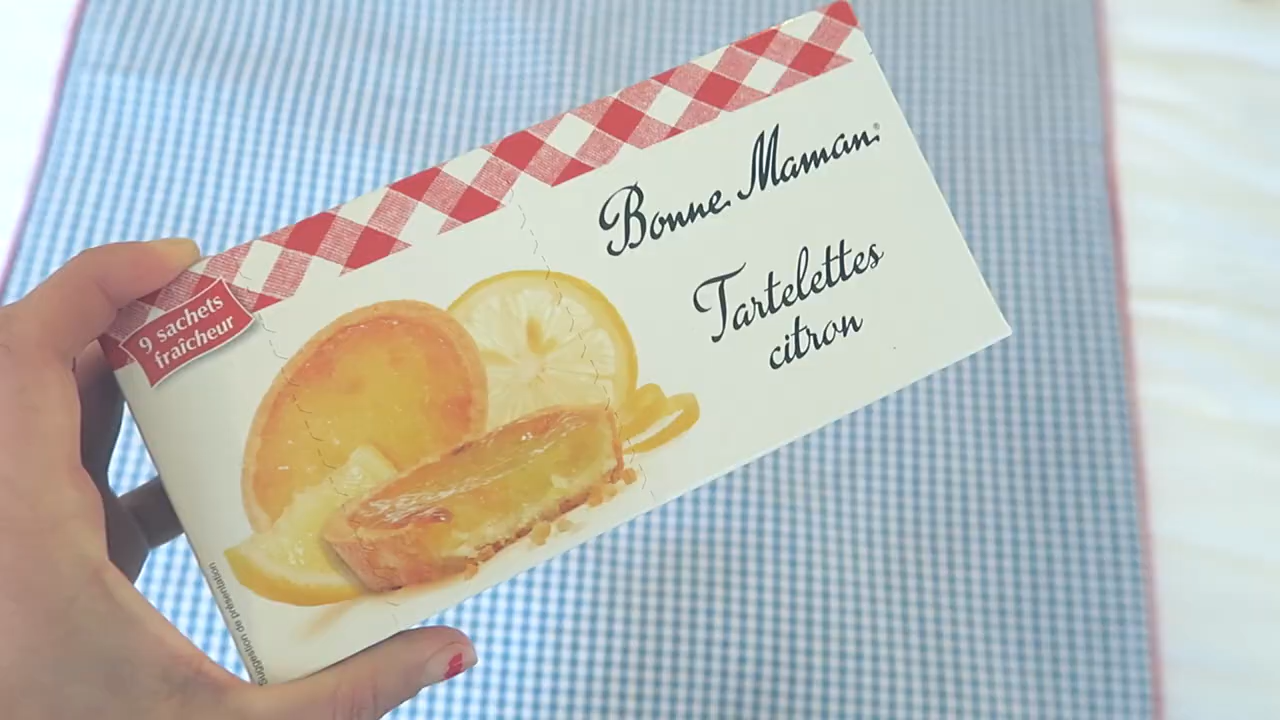 Bonne Maman®
Tartelettes
citron
9 sachets
fraîcheur
Suggestion de présentation